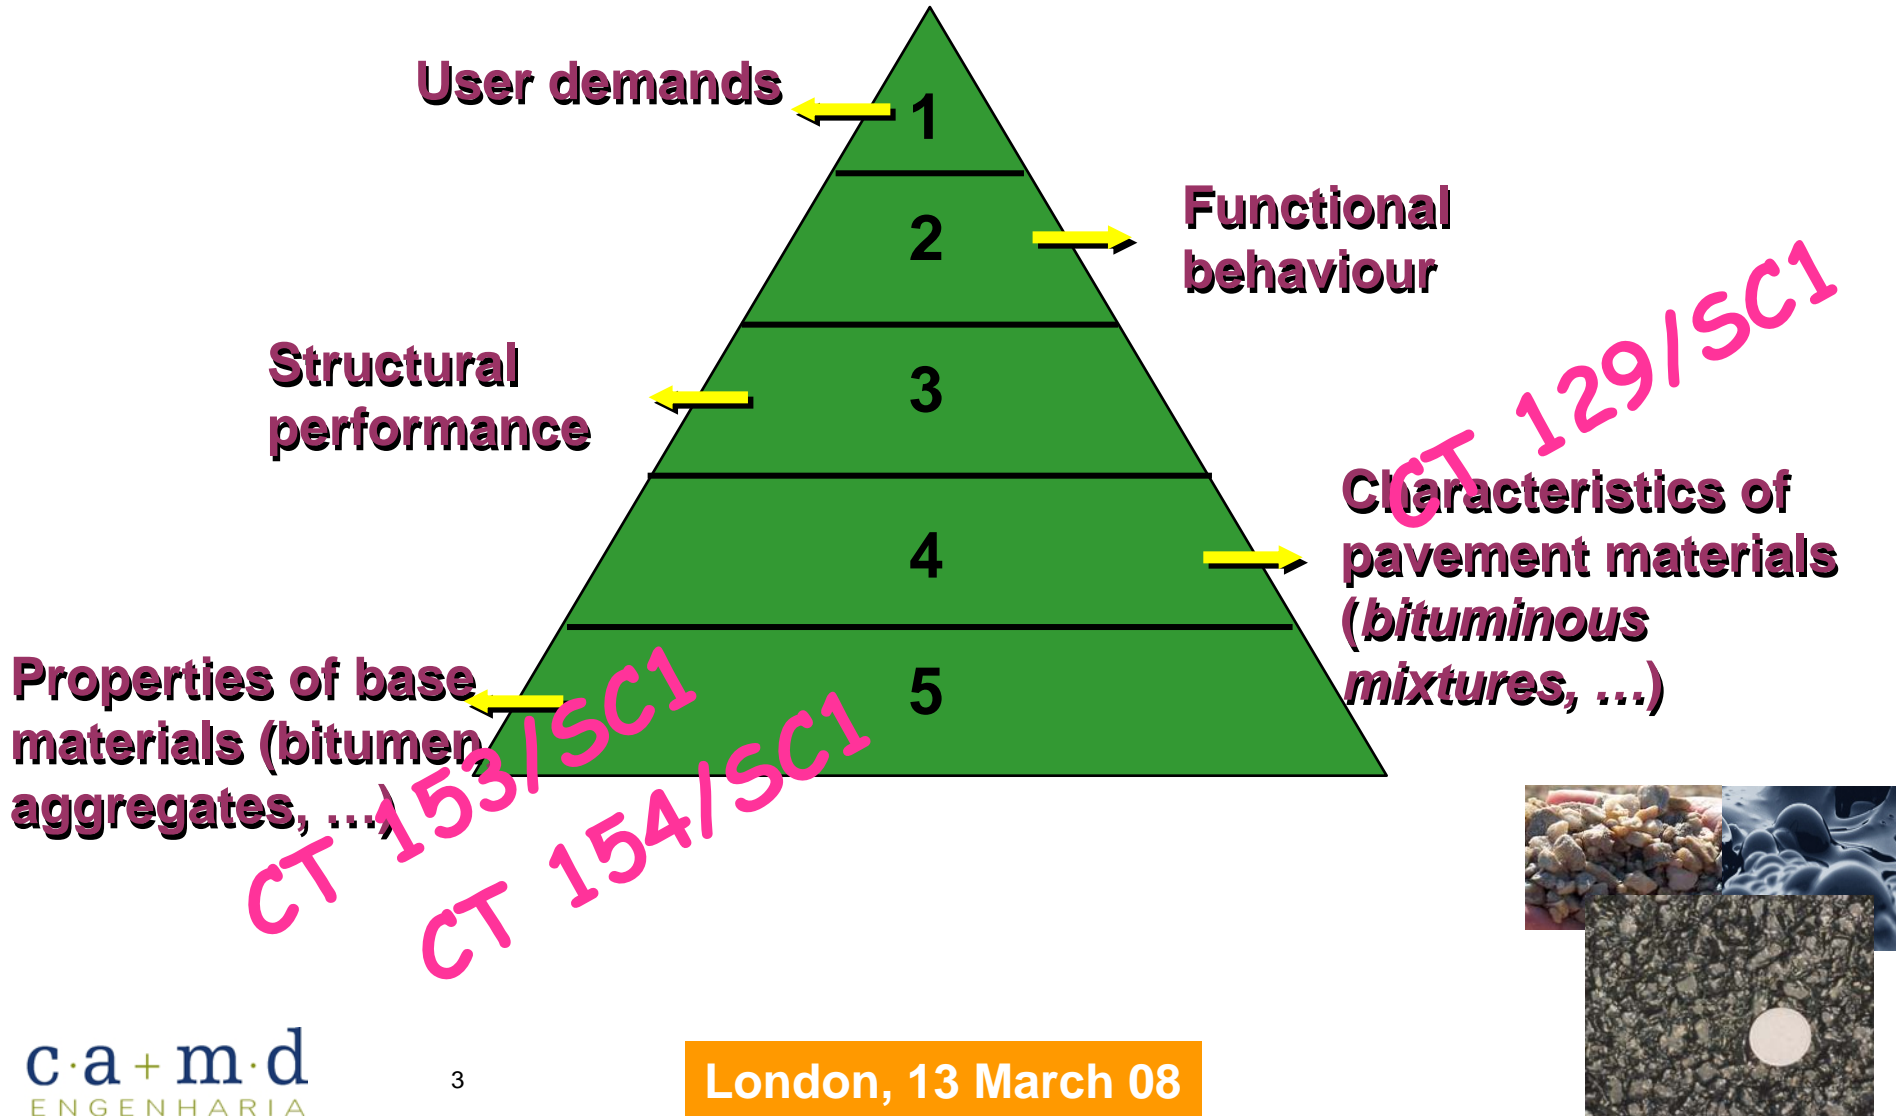 User demands
1
2
Functional
behaviour
CT 129/SC1
Structural
performance
3
Characteristics of
pavement materials
(bituminous
mixtures, …)
4
Properties of base
materials (bitumen,
aggregates, …)
5
CT 153/SC1
CT 154/SC1
c·a+m·d
ENGENHARIA
3
London, 13 March 08